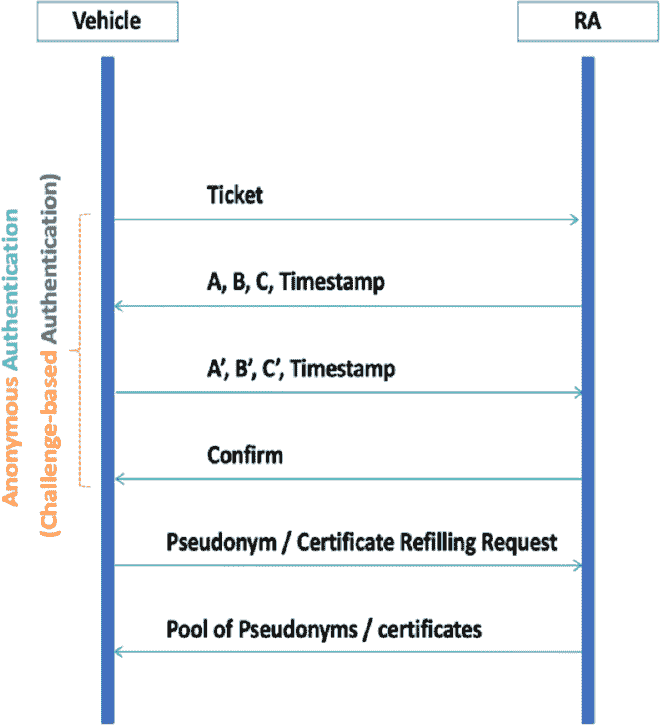 Vehicle
RA
Anonymous Authentication
(Challenge-based Authentication)
Ticket
A, B, C, Timestamp
A’, B’, C’, Timestamp
Confirm
Pseudonym / Certificate Refilling Request
Pool of Pseudonyms / certificates